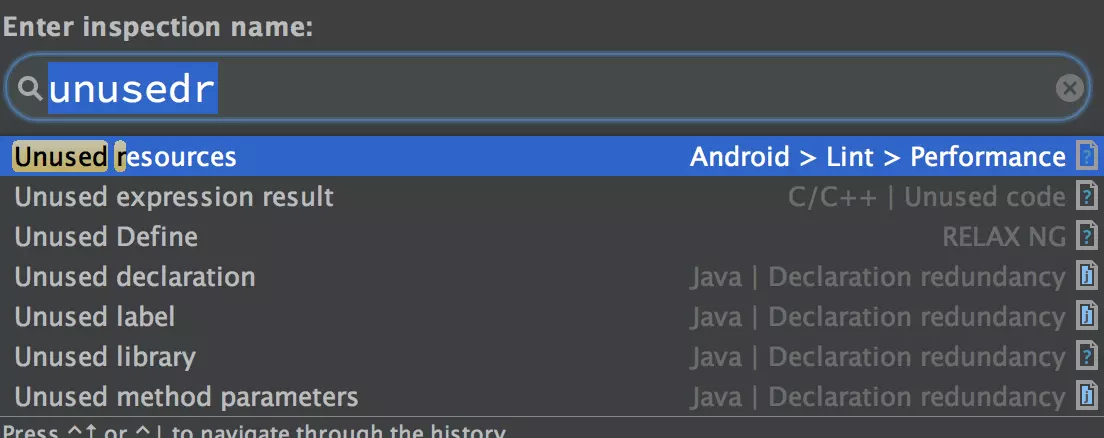 Enter inspection name:
unusedr
Unused resources Android > Lint > Performance
Unused expression result C/C++ | Unused code
Unused Define RELAX NG
Unused declaration Java | Declaration redundancy
Unused label Java | Declaration redundancy
Unused library Java | Declaration redundancy
Unused method parameters Java | Declaration redundancy
Press ^↑ or ^↓ to navigate through the history